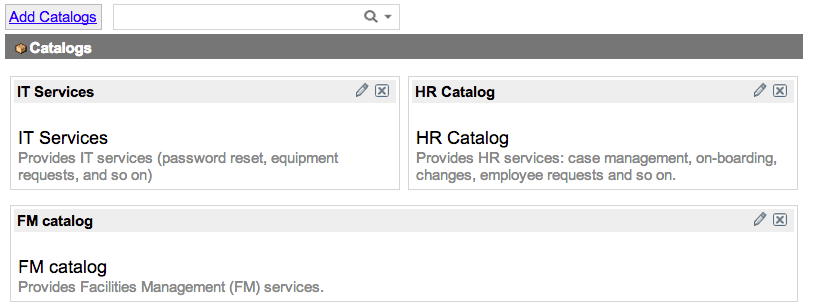 Add Catalogs
Catalogs
IT Services
IT Services
Provides IT services (password reset, equipment
requests, and so on)
HR Catalog
HR Catalog
Provides HR services: case management, on-boarding,
changes, employee requests and so on.
FM catalog
FM catalog
Provides Facilities Management (FM) services.